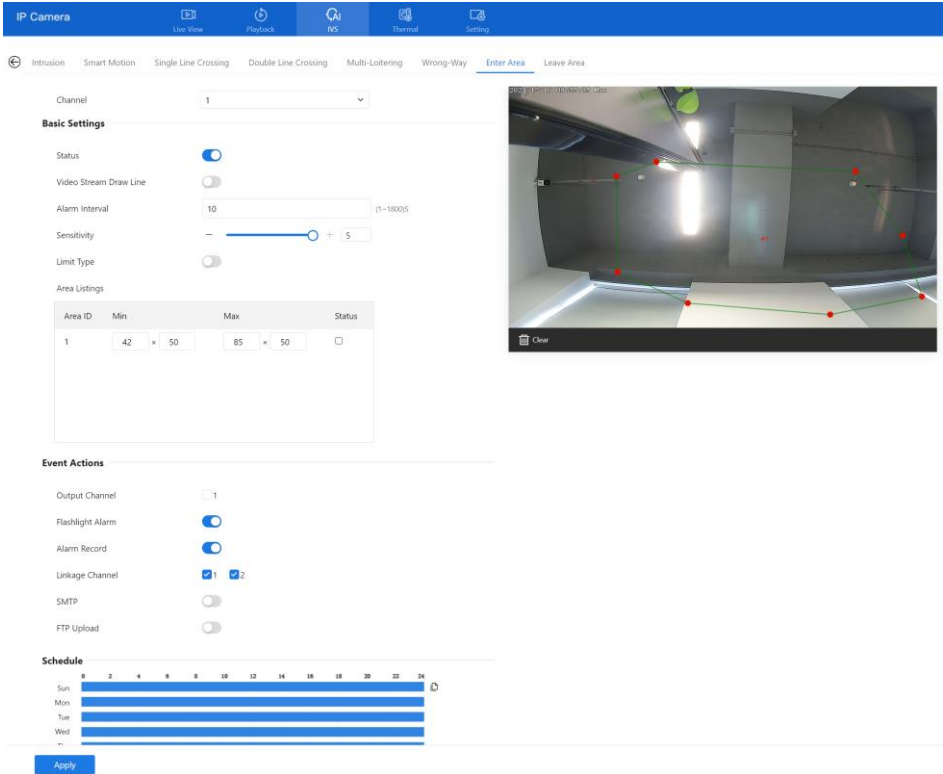 IP Camera
Live View
Playback
AI
IVS
Thermal
Setting
Intrusion Smart Motion Single Line Crossing Double Line Crossing Multi-Loitering Wrong-Way Enter Area Leave Area
Channel 1
Basic Settings
Status
Video Stream Draw Line
Alarm Interval 10 (1~1800)S
Sensitivity − + 5
Limit Type
Area Listings
Area ID Min Max Status
1 42 × 50 85 × 50
Clear
Event Actions
Output Channel 1
Flashlight Alarm
Alarm Record
Linkage Channel 1 2
SMTP
FTP Upload
Schedule
0 2 4 6 8 10 12 14 16 18 20 22 24
Sun
Mon
Tue
Wed
Apply